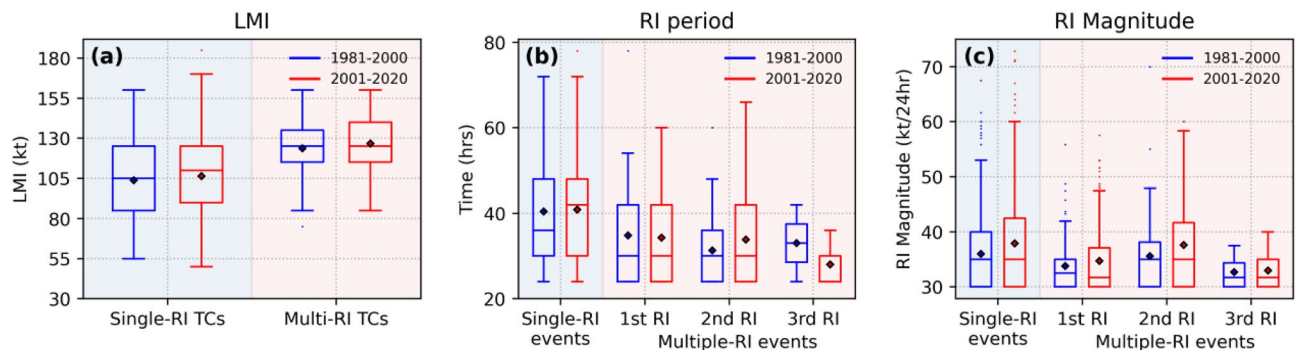 LMI
RI period
RI Magnitude
(a)
1981-2000
2001-2020
LMI (kt)
180
155
130
105
80
55
30
Single-RI TCs
Multi-RI TCs
(b)
1981-2000
2001-2020
Time (hrs)
80
60
40
20
Single-RI events
1st RI
2nd RI
3rd RI
Multiple-RI events
(c)
1981-2000
2001-2020
RI Magnitude (kt/24hr)
70
60
50
40
30
Single-RI events
1st RI
2nd RI
3rd RI
Multiple-RI events